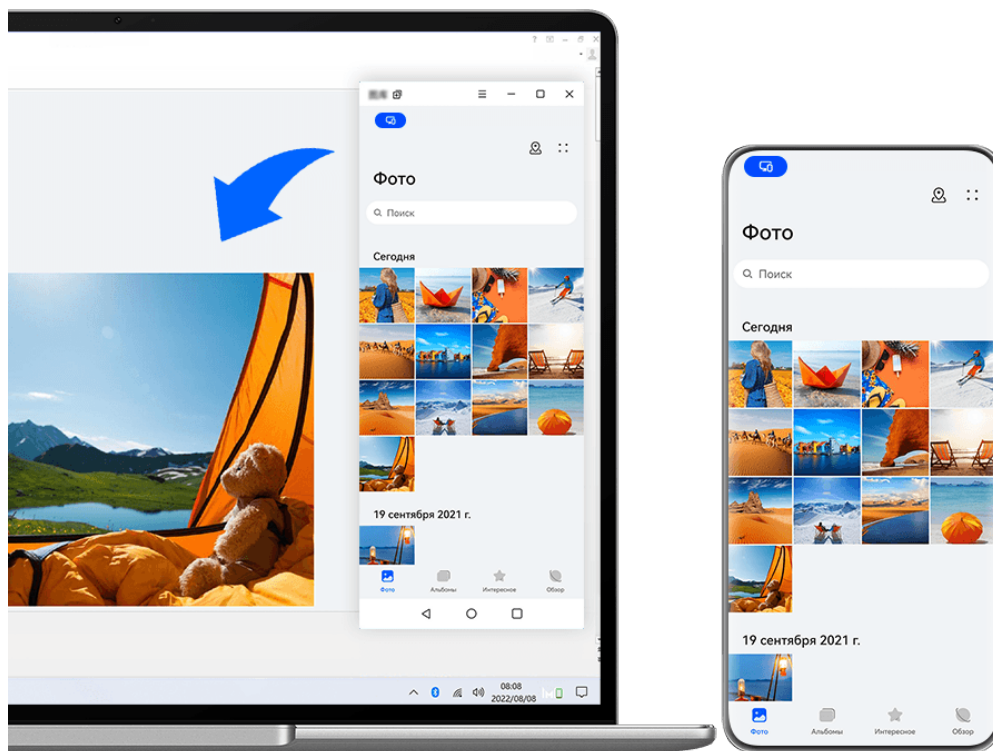 Фото
Поиск
Сегодня
19 сентября 2021 г.
Фото
Альбомы
Интересное
Обзор
08:08
2022/08/08
Фото
Поиск
Сегодня
19 сентября 2021 г.
Фото
Альбомы
Интересное
Обзор